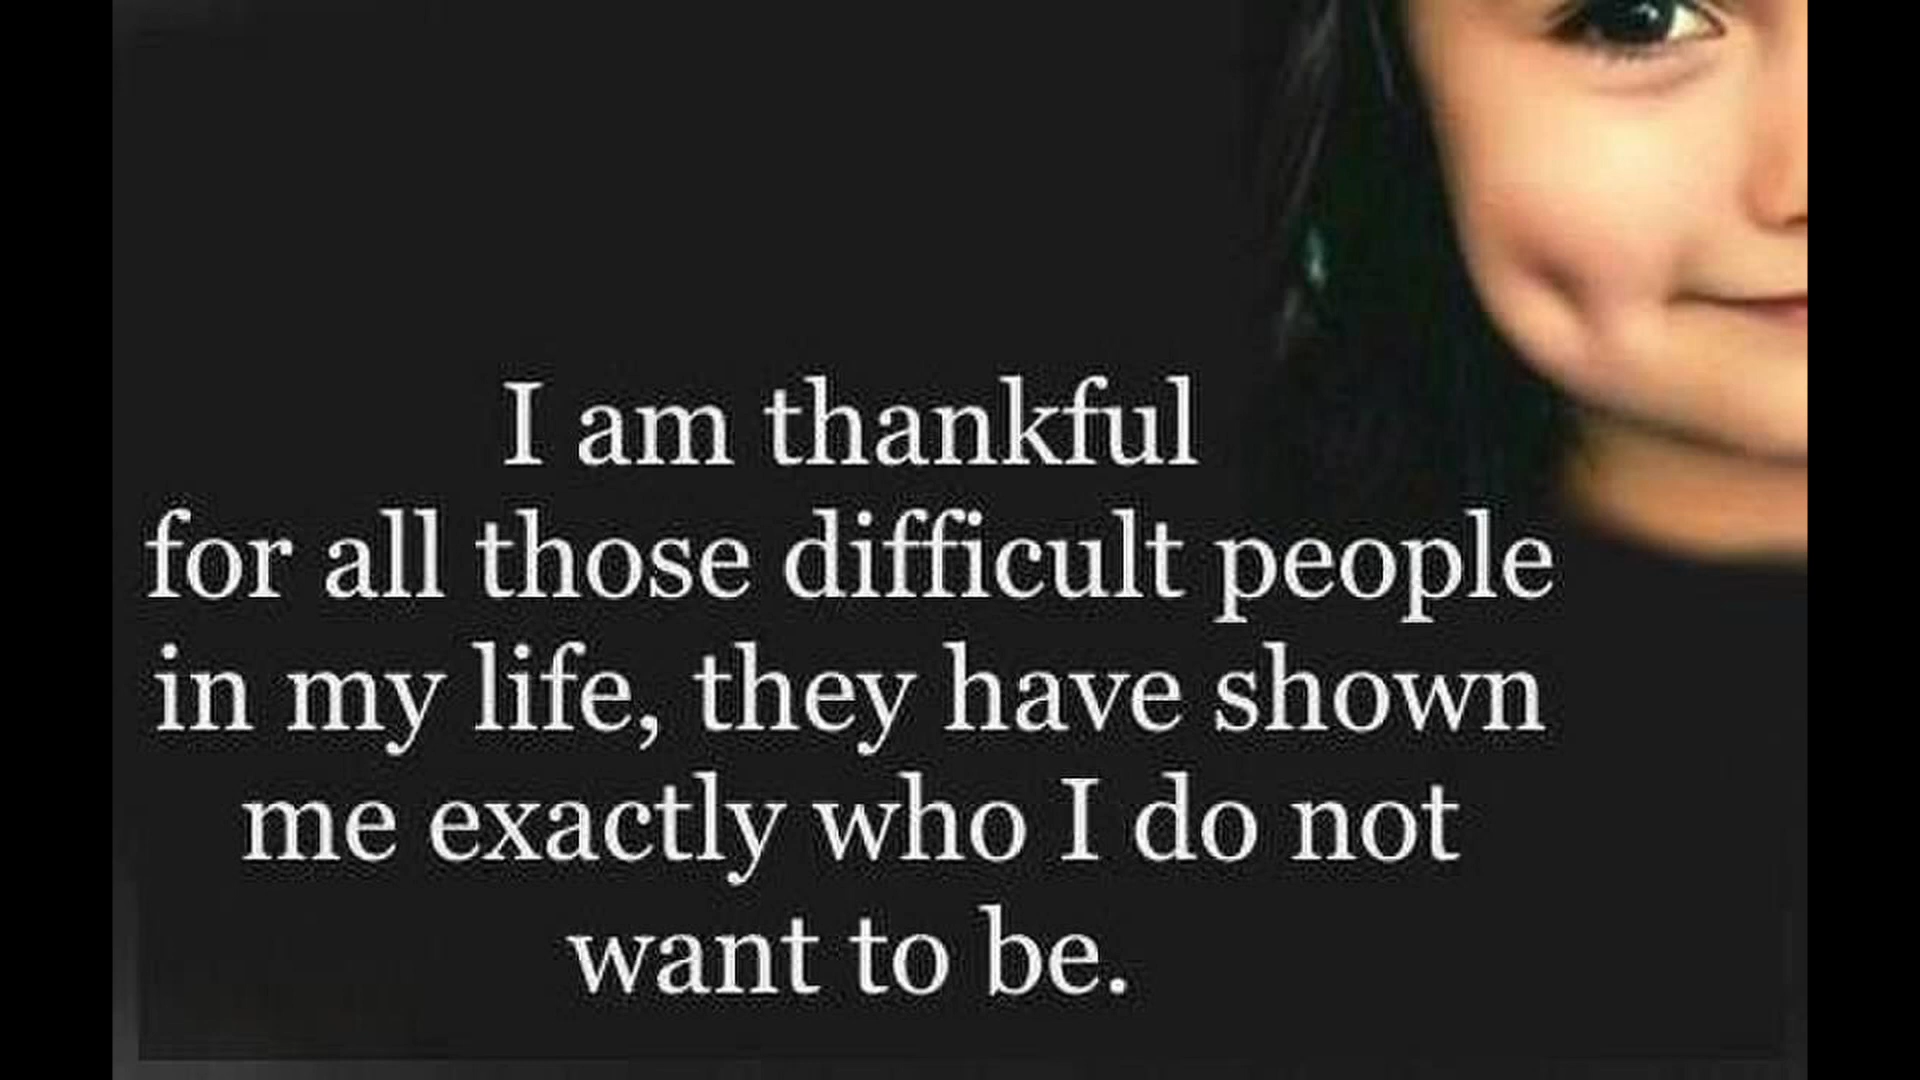 I am thankful
for all those difficult people
in my life, they have shown
me exactly who I do not
want to be.